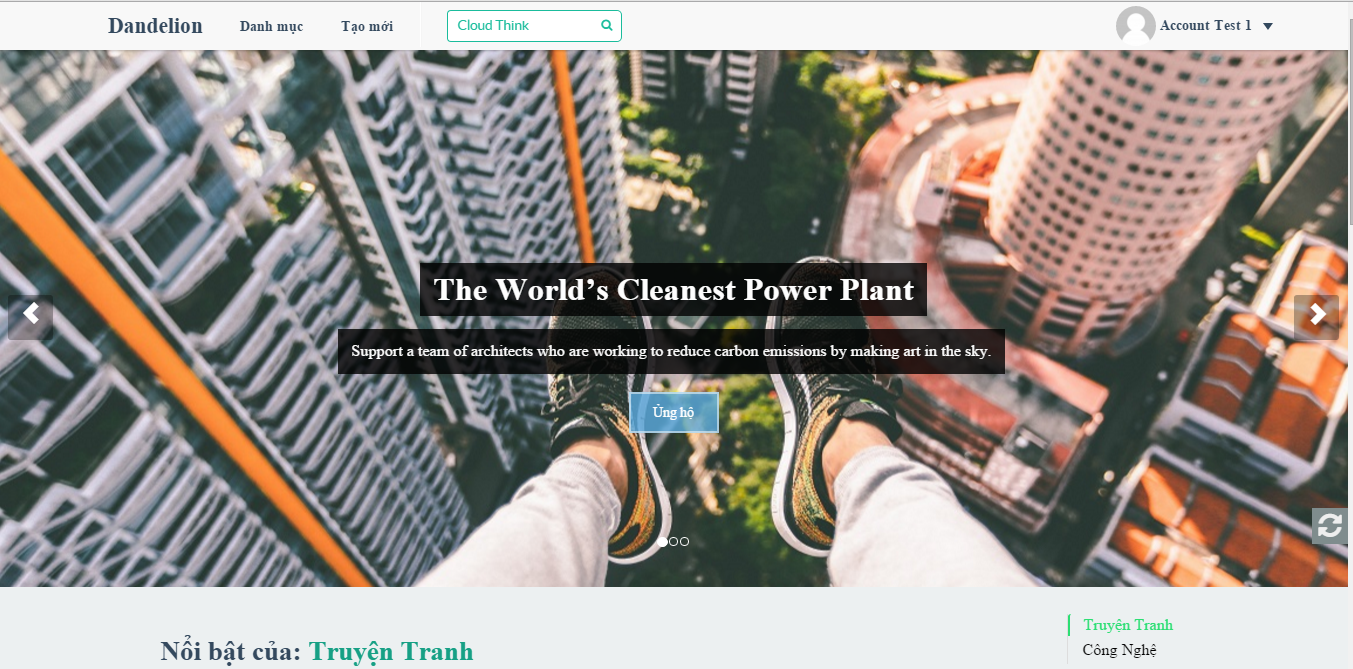 Dandelion
Danh mục
Tạo mới
Cloud Think
Account Test 1
The World’s Cleanest Power Plant
Support a team of architects who are working to reduce carbon emissions by making art in the sky.
Ủng hộ
Nổi bật của: Truyện Tranh
Truyện Tranh
Công Nghệ